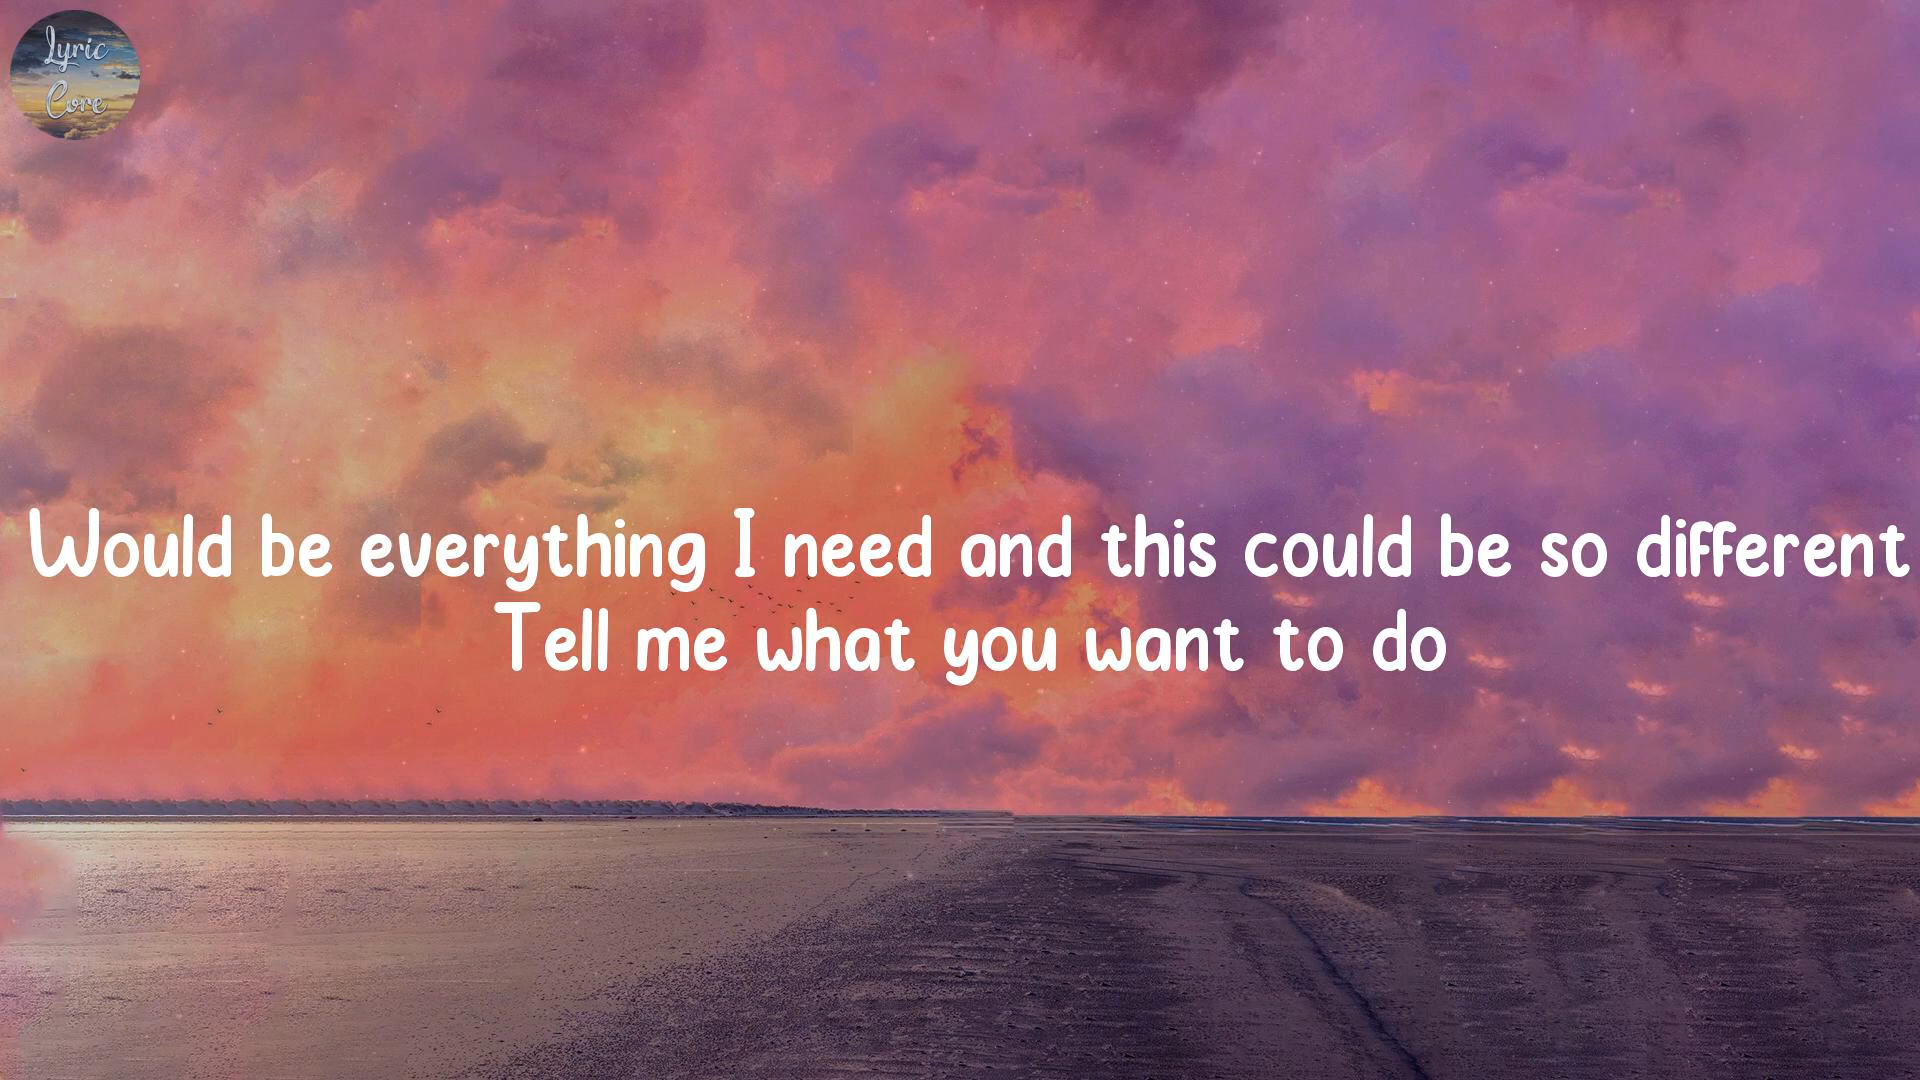 Lyric
Core
Would be everything I need and this could be so different
Tell me what you want to do